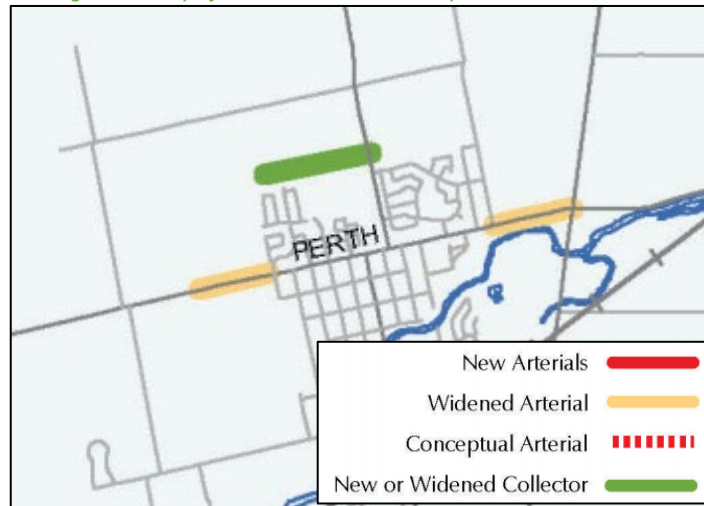 PERTH
New Arterials
Widened Arterial
Conceptual Arterial
New or Widened Collector